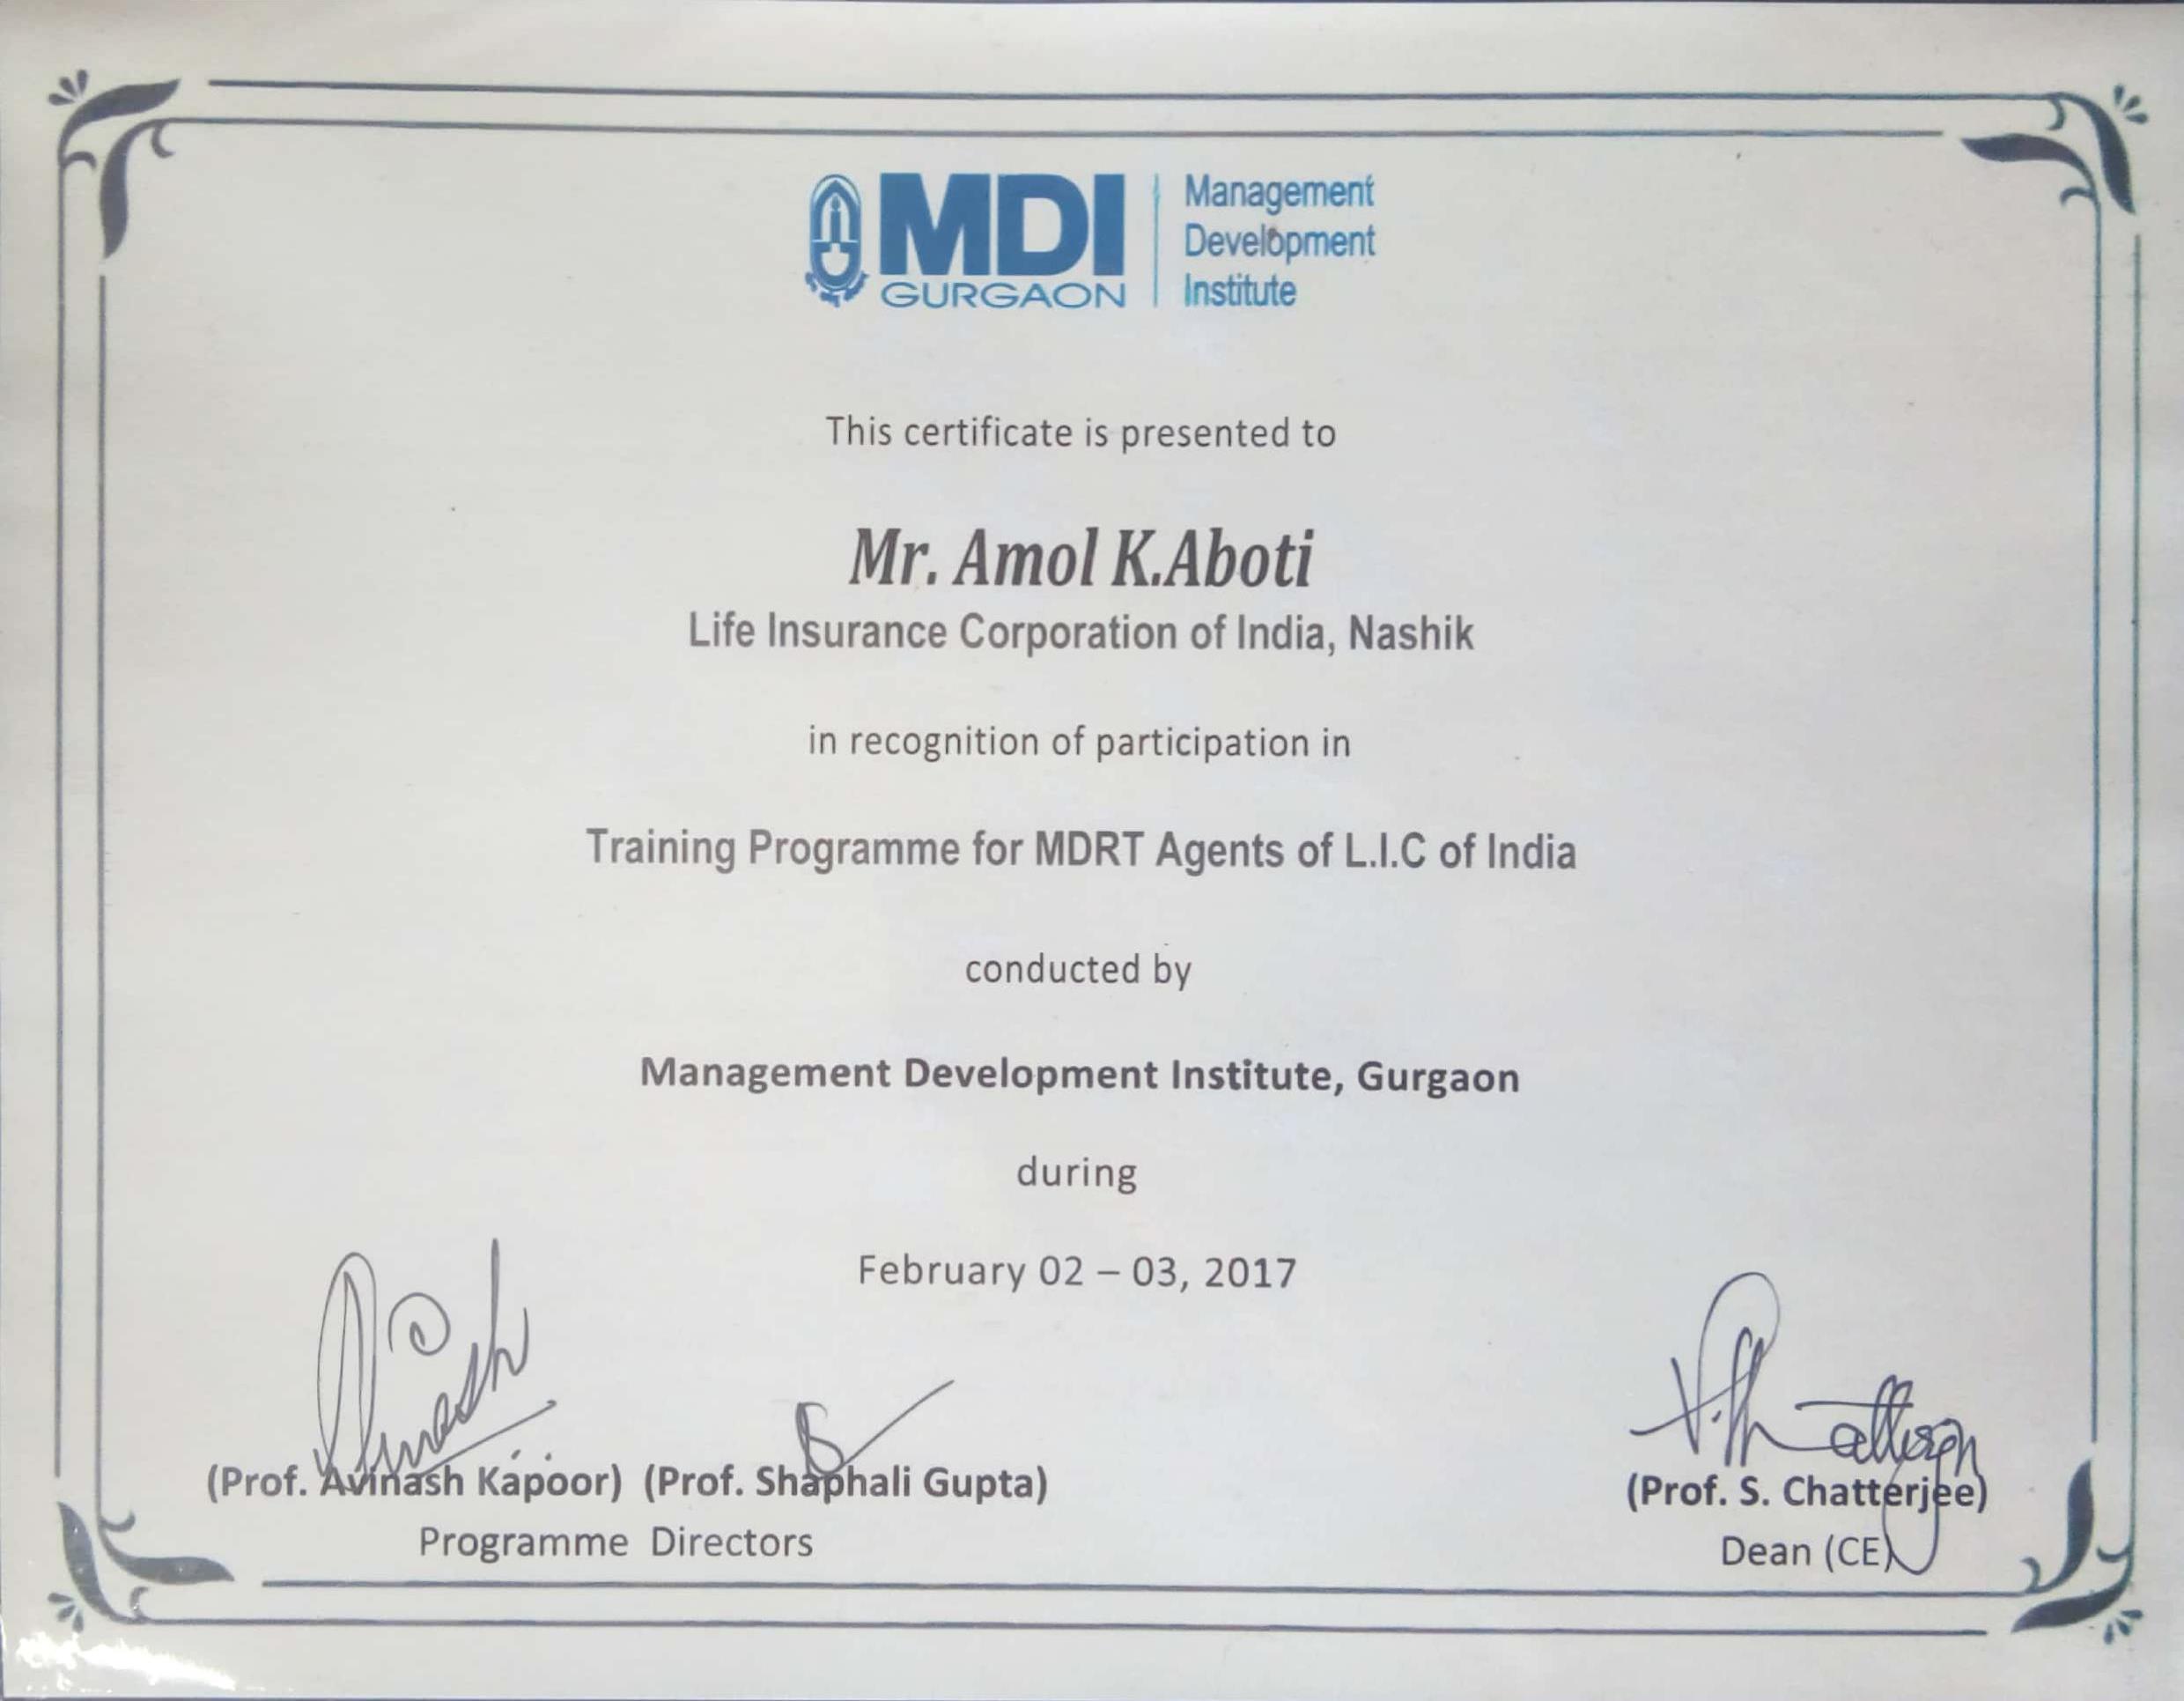 MDI
GURGAON
Management
Development
Institute
This certificate is presented to
Mr. Amol K.Aboti
Life Insurance Corporation of India, Nashik
in recognition of participation in
Training Programme for MDRT Agents of L.I.C of India
conducted by
Management Development Institute, Gurgaon
during
February 02 – 03, 2017
Avinash
(Prof. Avinash Kapoor) (Prof. Shaphali Gupta)
Programme Directors
(Prof. S. Chatterjee)
Dean (CE)